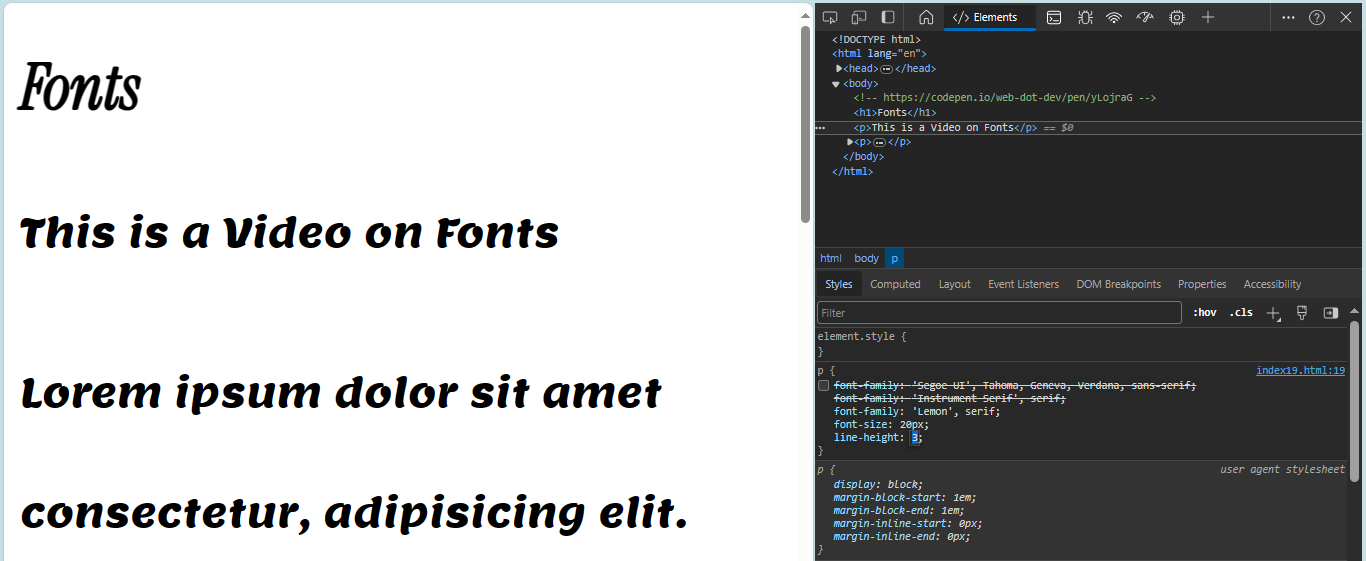 Fonts
This is a Video on Fonts
Lorem ipsum dolor sit amet
consectetur, adipisicing elit.
</> Elements
<!DOCTYPE html>
<html lang="en">
<head> ••• </head>
<body>
<!-- https://codepen.io/web-dot-dev/pen/yLojraG -->
<h1>Fonts</h1>
••• <p>This is a Video on Fonts</p> == $0
<p> ••• </p>
</body>
</html>
html body p
Styles Computed Layout Event Listeners DOM Breakpoints Properties Accessibility
Filter :hov .cls
element.style {
}
p { index19.html:19
font-family: 'Segoe UI', Tahoma, Geneva, Verdana, sans-serif;
font-family: 'Instrument Serif', serif;
font-family: 'Lemon', serif;
font-size: 20px;
line-height: 3;
}
p { user agent stylesheet
display: block;
margin-block-start: 1em;
margin-block-end: 1em;
margin-inline-start: 0px;
margin-inline-end: 0px;
}